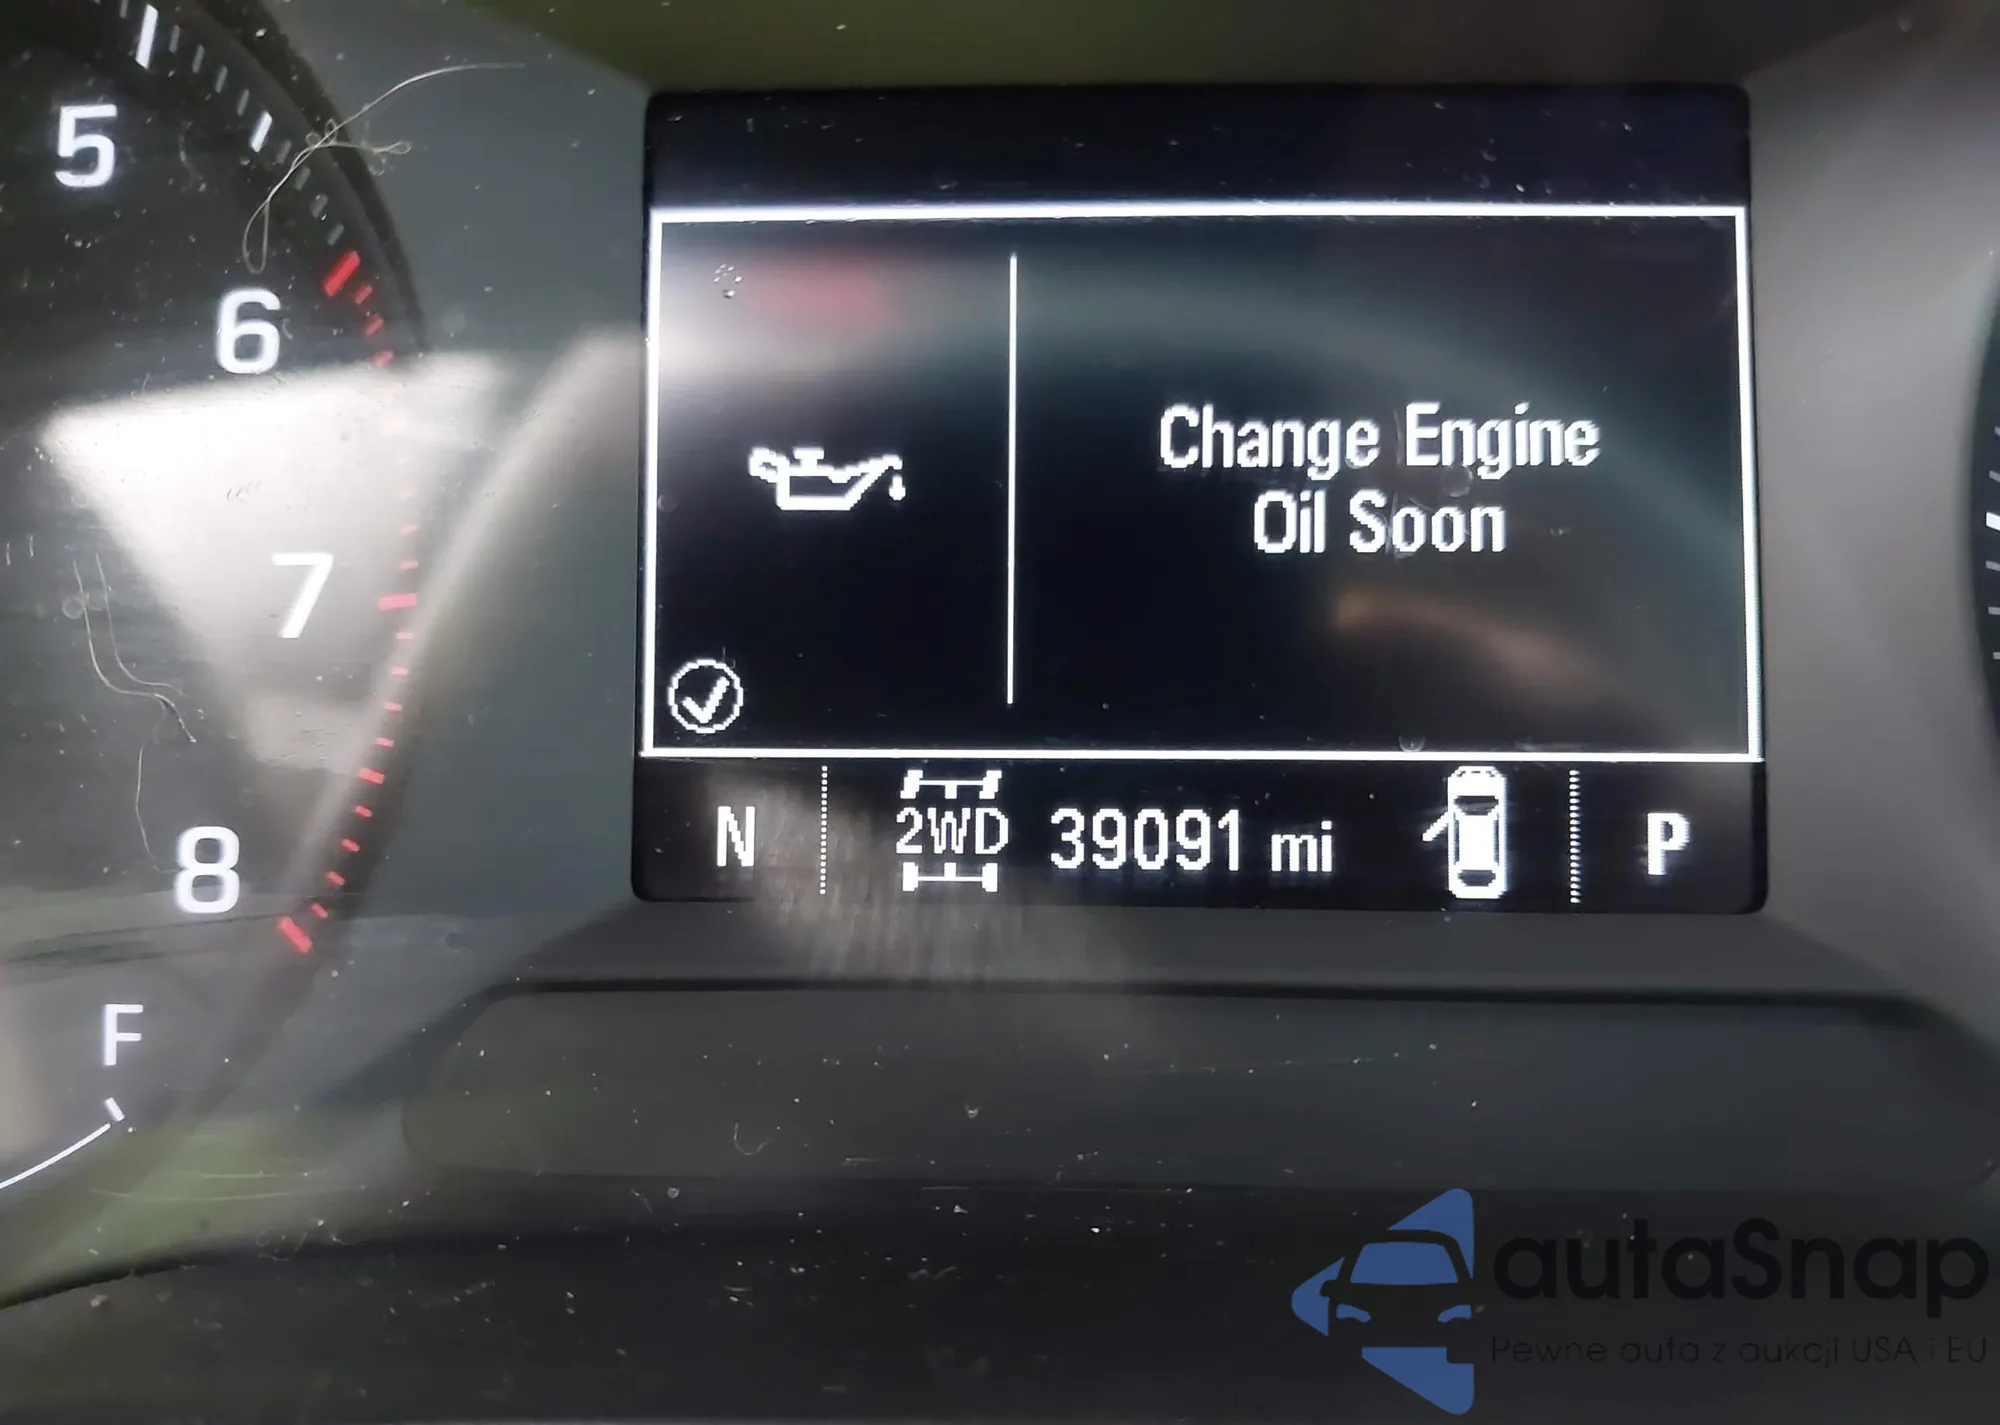 5
6
7
8
F
Change Engine
Oil Soon
N
2WD
39091 mi
P
autaSnap
Pewne auta z aukcji USA i EU